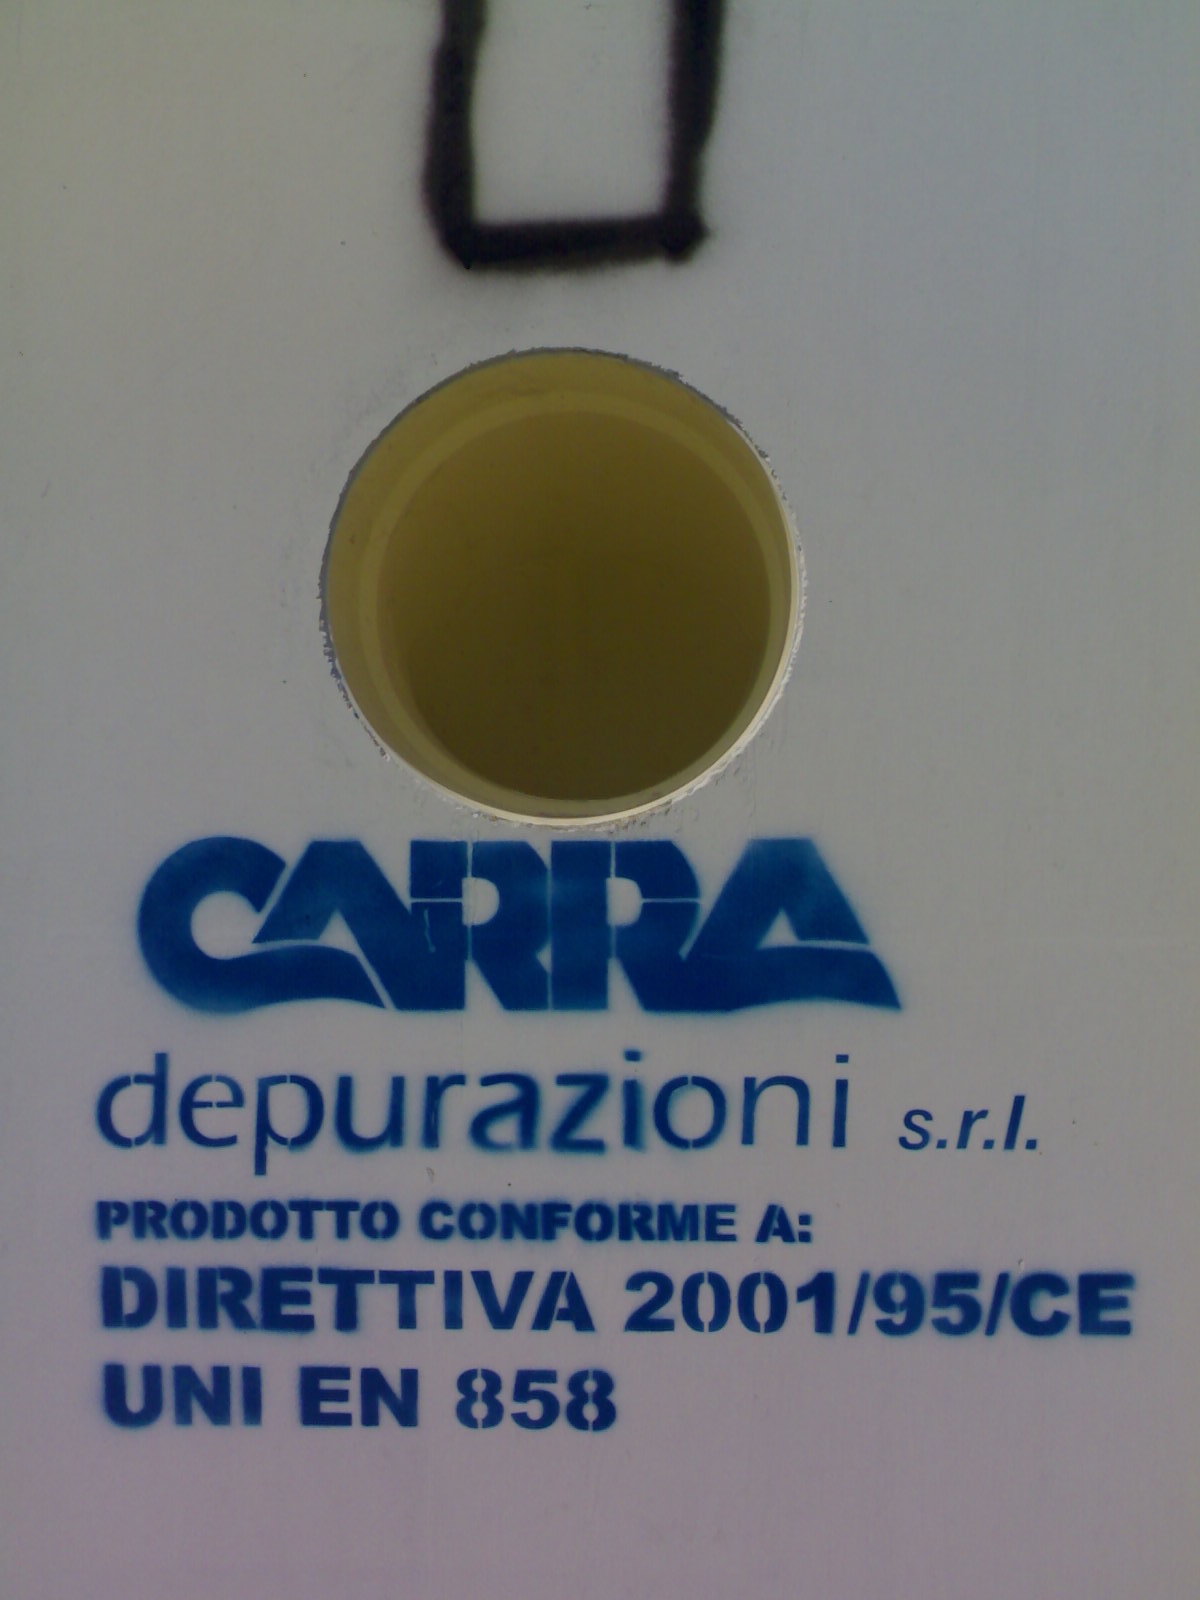 CARRA
depurazioni s.r.l.
PRODOTTO CONFORME A:
DIRETTIVA 2001/95/CE
UNI EN 858